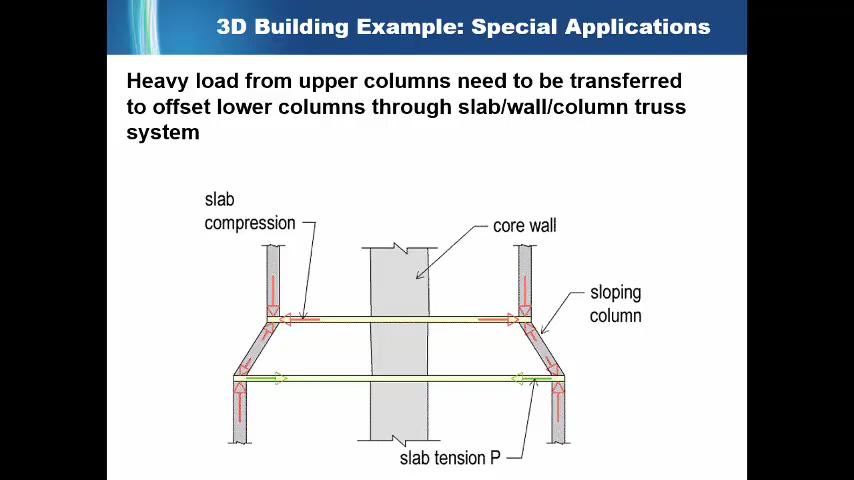 3D Building Example: Special Applications
Heavy load from upper columns need to be transferred
to offset lower columns through slab/wall/column truss
system
slab
compression
core wall
sloping
column
slab tension P